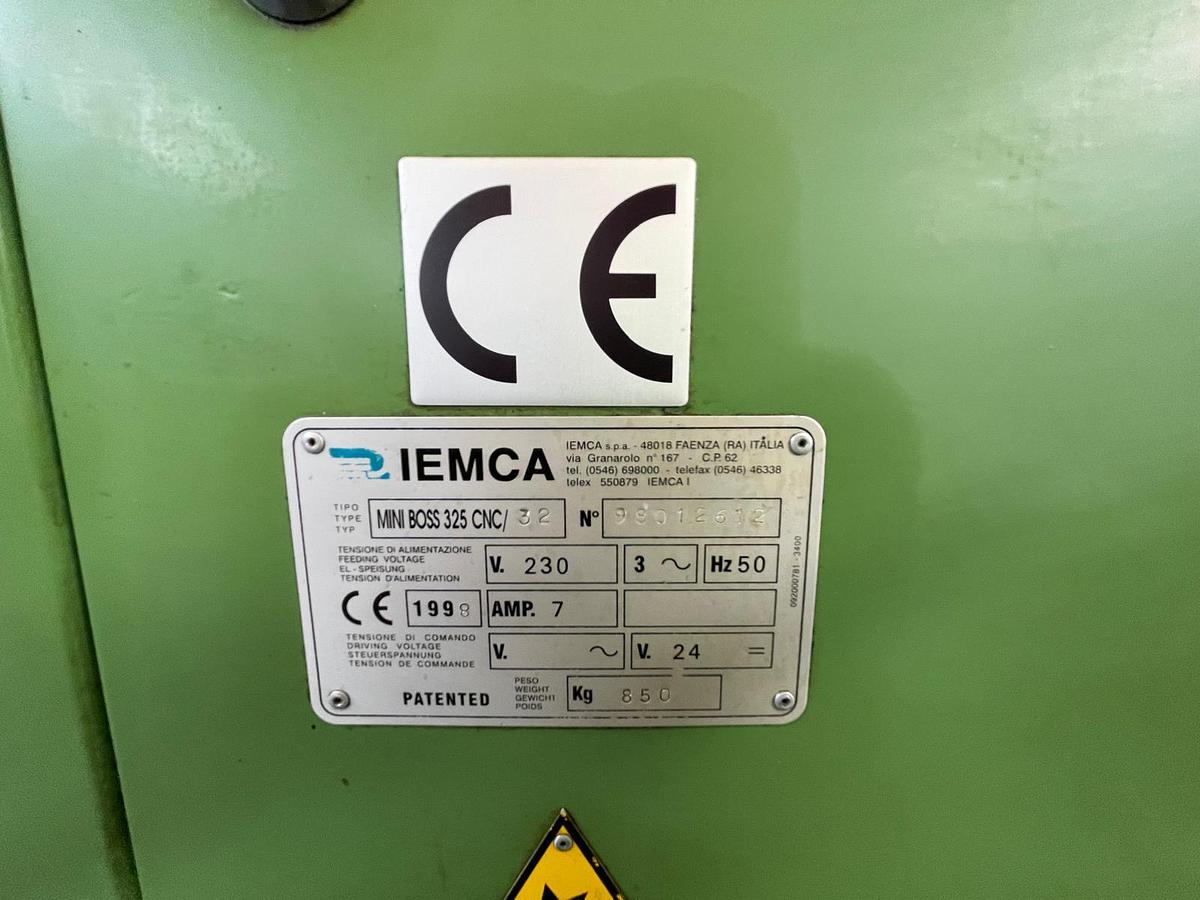 CE
IEMCA
IEMCA s.p.a. - 48018 FAENZA (RA) ITALIA
via Granarolo n° 167 - C.P. 62
tel. (0546) 698000 - telefax (0546) 46338
telex 550879 IEMCA I
TIPO
TYPE
TYP
MINI BOSS 325 CNC/ 32
N° 98012612
TENSIONE DI ALIMENTAZIONE
FEEDING VOLTAGE
EL - SPEISUNG
TENSION D'ALIMENTATION
V. 230
3 ~
Hz 50
CE 1998
AMP. 7
TENSIONE DI COMANDO
DRIVING VOLTAGE
STEUERSPANNUNG
TENSION DE COMMANDE
V. ~
V. 24 =
PATENTED
PESO
WEIGHT
GEWICHT
POIDS
Kg 850
092000781 - 3400